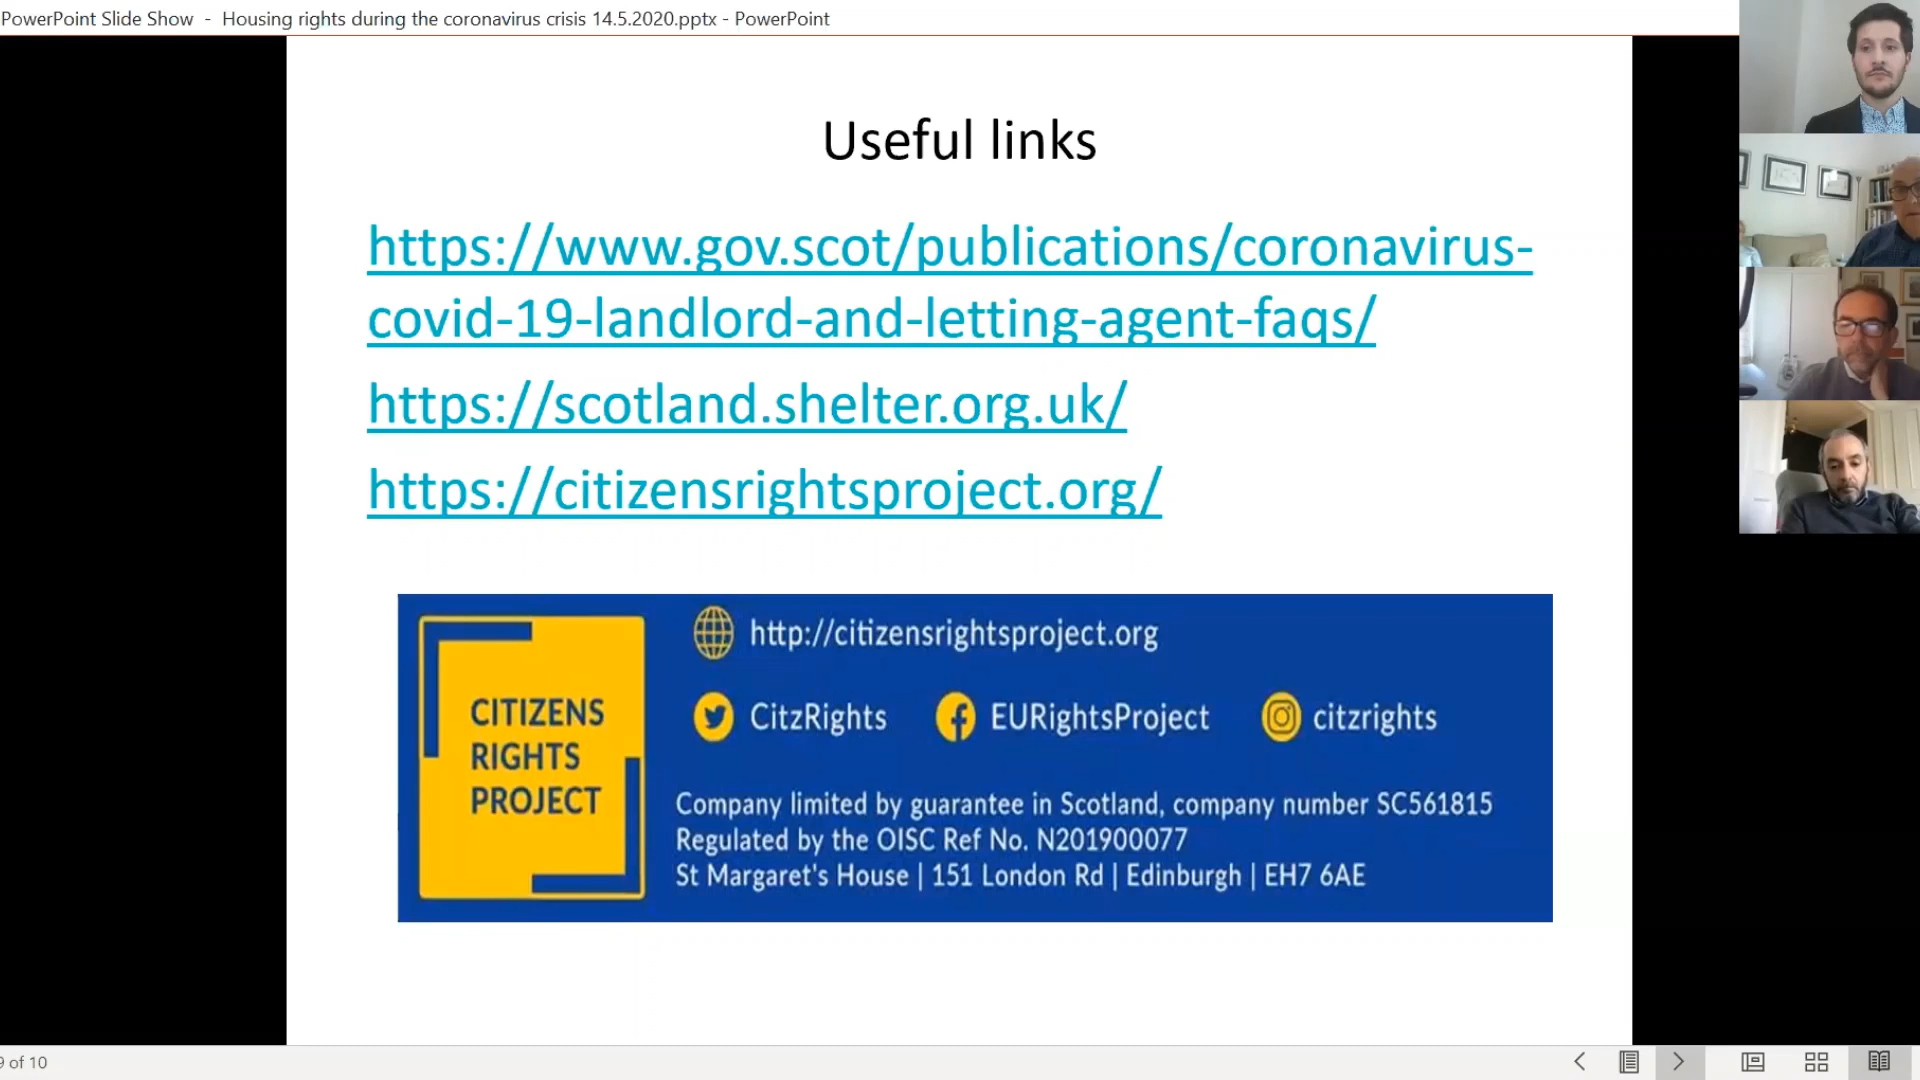 PowerPoint Slide Show - Housing rights during the coronavirus crisis 14.5.2020.pptx - PowerPoint
Useful links
https://www.gov.scot/publications/coronavirus-
covid-19-landlord-and-letting-agent-faqs/
https://scotland.shelter.org.uk/
https://citizensrightsproject.org/
CITIZENS
RIGHTS
PROJECT
http://citizensrightsproject.org
CitzRights EURightsProject citzrights
Company limited by guarantee in Scotland, company number SC561815
Regulated by the OISC Ref No. N201900077
St Margaret's House | 151 London Rd | Edinburgh | EH7 6AE
9 of 10